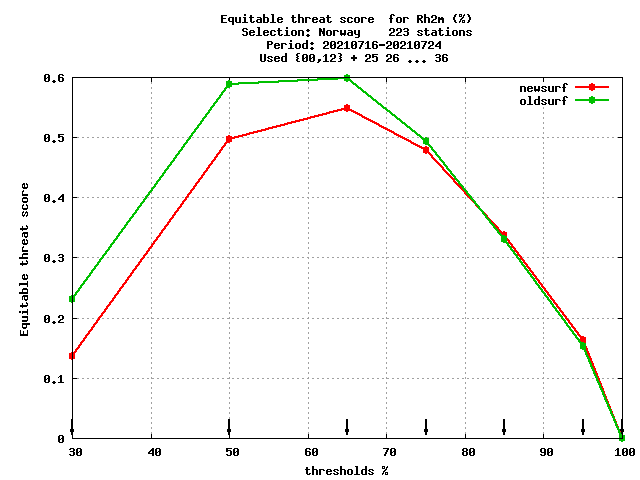 Equitable threat score  for Rh2m (%)
Selection: Norway    223 stations
Period: 20210716-20210724
Used {00,12} + 25 26 ... 36
newsurf
oldsurf
Equitable threat score
0.6
0.5
0.4
0.3
0.2
0.1
0
30 40 50 60 70 80 90 100
thresholds %